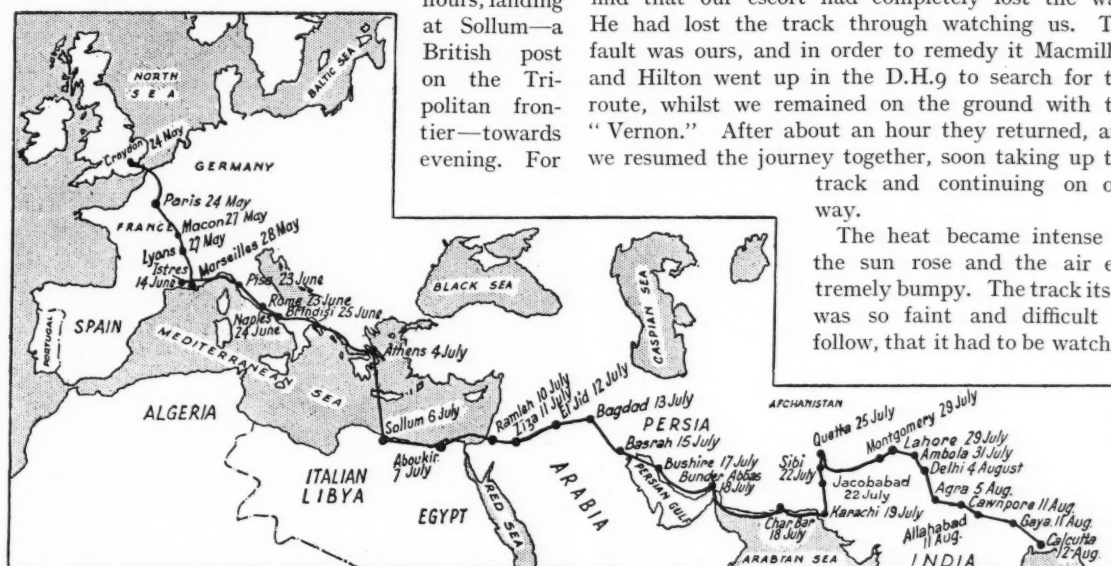 hours, landing
at Sollum—a
British post
on the Tri-
politan fron-
tier—towards
evening. For
find that our escort had completely lost the wa
He had lost the track through watching us. T
fault was ours, and in order to remedy it Macmill
and Hilton went up in the D.H.9 to search for t
route, whilst we remained on the ground with t
“ Vernon.” After about an hour they returned, a
we resumed the journey together, soon taking up t
track and continuing on o
way.
The heat became intense
the sun rose and the air e
tremely bumpy. The track its
was so faint and difficult
follow, that it had to be watch
NORTH
SEA
BALTIC SEA
Croydon 24 May
GERMANY
Paris 24 May
FRANCE
Macon 27 May
Lyons
27 May
Istres
14 June
Marseilles 28 May
Pisa 23 June
Rome 23 June
Brindisi 25 June
Naples
24 June
SPAIN
PORTUGAL
MEDITERRANEAN
SEA
BLACK SEA
CASPIAN SEA
Athens 4 July
ALGERIA
Sollum 6 July
Aboukir
7 July
ITALIAN
LIBYA
EGYPT
RED SEA
Ramleh 10 July
Ziza 11 July
El Jid 12 July
Bagdad 13 July
PERSIA
Basrah 15 July
ARABIA
PERSIAN GULF
Bushire 17 July
Bunder Abbas
18 July
Charbar
18 July
ARABIAN SEA
AFCHANISTAN
Quetta 25 July
Sibi
22 July
Jacobabad
22 July
Karachi 19 July
Montgomery 29 July
Lahore 29 July
Ambola 31 July
Delhi 4 August
Agra 5 Aug.
Cawnpore 11 Aug.
Allahabad
11 Aug.
Gaya. 11 Aug.
Calcutta
12 Aug.
INDIA